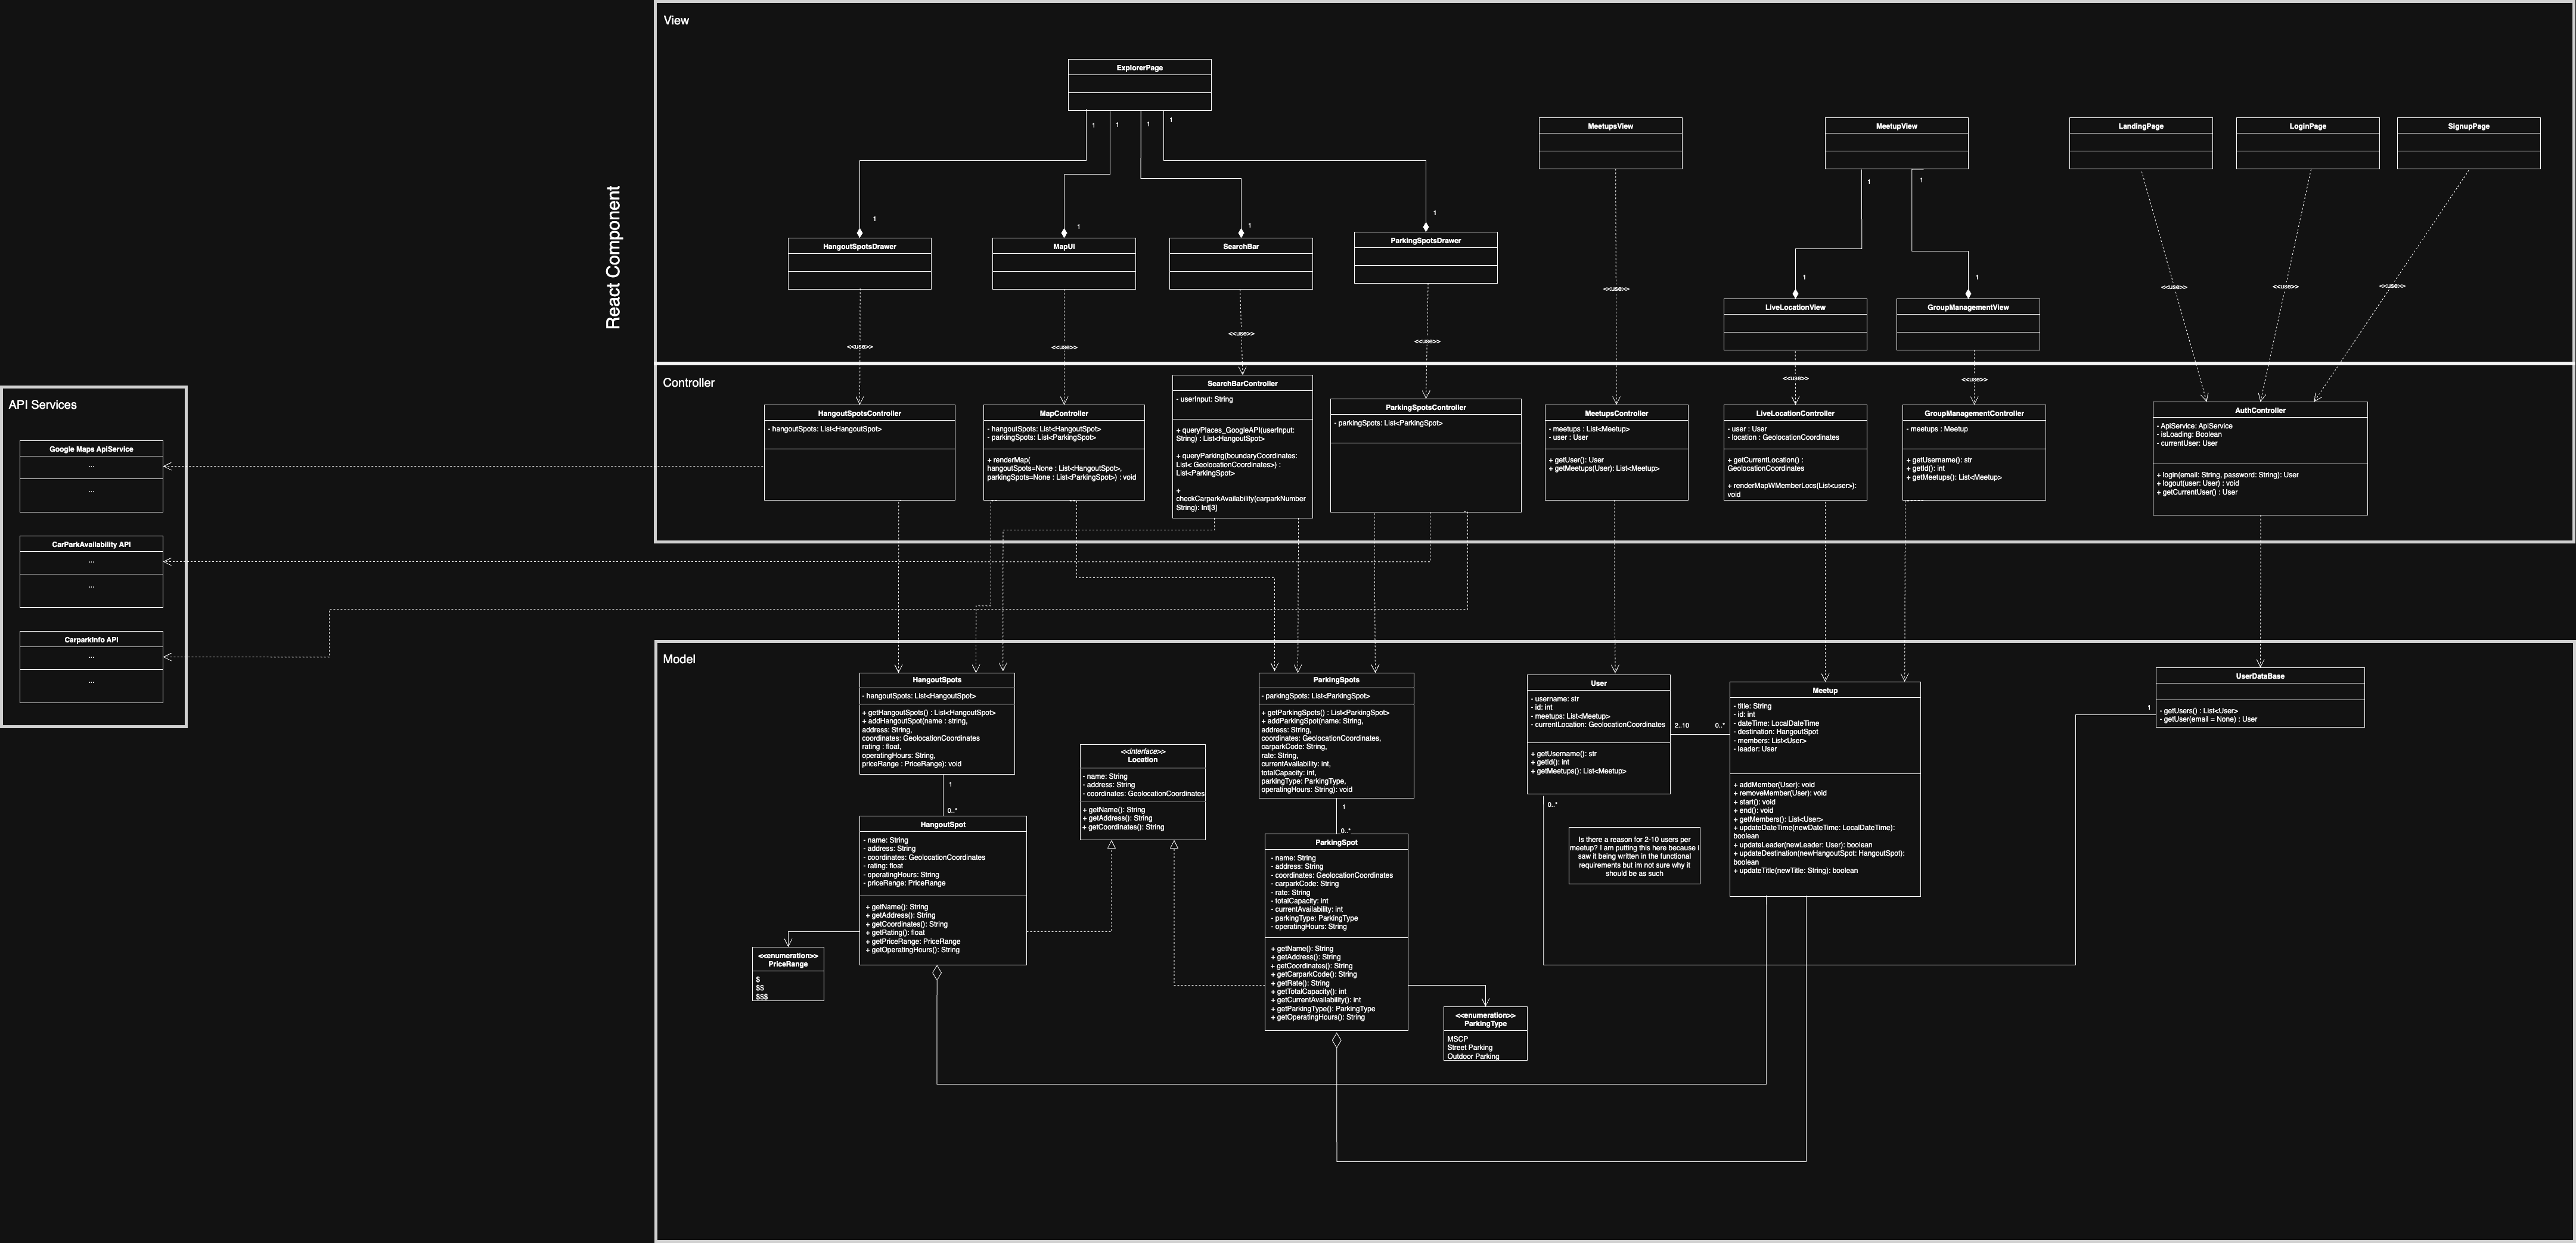 View
ExplorerPage
1
1
1
1
MeetupsView
MeetupView
LandingPage
LoginPage
SignupPage
1
1
React Component
1
1
1
1
HangoutSpotsDrawer
MapUI
SearchBar
ParkingSpotsDrawer
1
1
LiveLocationView
GroupManagementView
<<use>>
<<use>>
<<use>>
<<use>>
<<use>>
<<use>>
<<use>>
<<use>>
<<use>>
<<use>>
Controller
HangoutSpotsController
- hangoutSpots: List<HangoutSpot>
MapController
- hangoutSpots: List<HangoutSpot>
- parkingSpots: List<ParkingSpot>
+ renderMap(
hangoutSpots=None : List<HangoutSpot>,
parkingSpots=None : List<ParkingSpot>) : void
SearchBarController
- userInput: String
+ queryPlaces_GoogleAPI(userInput:
String) : List<HangoutSpot>
+ queryParking(boundaryCoordinates:
List< GeolocationCoordinates>) :
List<ParkingSpot>
+
checkCarparkAvailability(carparkNumber
String): Int[3]
ParkingSpotsController
- parkingSpots: List<ParkingSpot>
MeetupsController
- meetups : List<Meetup>
- user : User
+ getUser(): User
+ getMeetups(User): List<Meetup>
LiveLocationController
- user : User
- location : GeolocationCoordinates
+ getCurrentLocation() :
GeolocationCoordinates
+ renderMapWMemberLocs(List<user>):
void
GroupManagementController
- meetups : Meetup
+ getUsername(): str
+ getId(): int
+ getMeetups(): List<Meetup>
AuthController
- ApiService: ApiService
- isLoading: Boolean
- currentUser: User
+ login(email: String, password: String): User
+ logout(user: User) : void
+ getCurrentUser() : User
API Services
Google Maps ApiService
...
...
CarParkAvailability API
...
...
CarparkInfo API
...
...
Model
HangoutSpots
- hangoutSpots: List<HangoutSpot>
+ getHangoutSpots() : List<HangoutSpot>
+ addHangoutSpot(name : string,
address: String,
coordinates: GeolocationCoordinates
rating : float,
operatingHours: String,
priceRange : PriceRange): void
1
0..*
HangoutSpot
- name: String
- address: String
- coordinates: GeolocationCoordinates
- rating: float
- operatingHours: String
- priceRange: PriceRange
+ getName(): String
+ getAddress(): String
+ getCoordinates(): String
+ getRating(): float
+ getPriceRange: PriceRange
+ getOperatingHours(): String
<<enumeration>>
PriceRange
$
$$
$$$
<<Interface>>
Location
- name: String
- address: String
- coordinates: GeolocationCoordinates
+ getName(): String
+ getAddress(): String
+ getCoordinates(): String
ParkingSpots
- parkingSpots: List<ParkingSpot>
+ getParkingSpots() : List<ParkingSpot>
+ addParkingSpot(name: String,
address: String,
coordinates: GeolocationCoordinates,
carparkCode: String,
rate: String,
currentAvailability: int,
totalCapacity: int,
parkingType: ParkingType,
operatingHours: String): void
1
0..*
ParkingSpot
- name: String
- address: String
- coordinates: GeolocationCoordinates
- carparkCode: String
- rate: String
- totalCapacity: int
- currentAvailability: int
- parkingType: ParkingType
- operatingHours: String
+ getName(): String
+ getAddress(): String
+ getCoordinates(): String
+ getCarparkCode(): String
+ getRate(): String
+ getTotalCapacity(): int
+ getCurrentAvailability(): int
+ getParkingType(): ParkingType
+ getOperatingHours(): String
<<enumeration>>
ParkingType
MSCP
Street Parking
Outdoor Parking
User
- username: str
- id: int
- meetups: List<Meetup>
- currentLocation: GeolocationCoordinates
+ getUsername(): str
+ getId(): int
+ getMeetups(): List<Meetup>
2..10
0..*
0..*
Is there a reason for 2-10 users per
meetup? I am putting this here because i
saw it being written in the functional
requirements but im not sure why it
should be as such
Meetup
- title: String
- id: int
- dateTime: LocalDateTime
- destination: HangoutSpot
- members: List<User>
- leader: User
+ addMember(User): void
+ removeMember(User): void
+ start(): void
+ end(): void
+ getMembers(): List<User>
+ updateDateTime(newDateTime: LocalDateTime):
boolean
+ updateLeader(newLeader: User): boolean
+ updateDestination(newHangoutSpot: HangoutSpot):
boolean
+ updateTitle(newTitle: String): boolean
UserDataBase
- getUsers() : List<User>
- getUser(email = None) : User
1